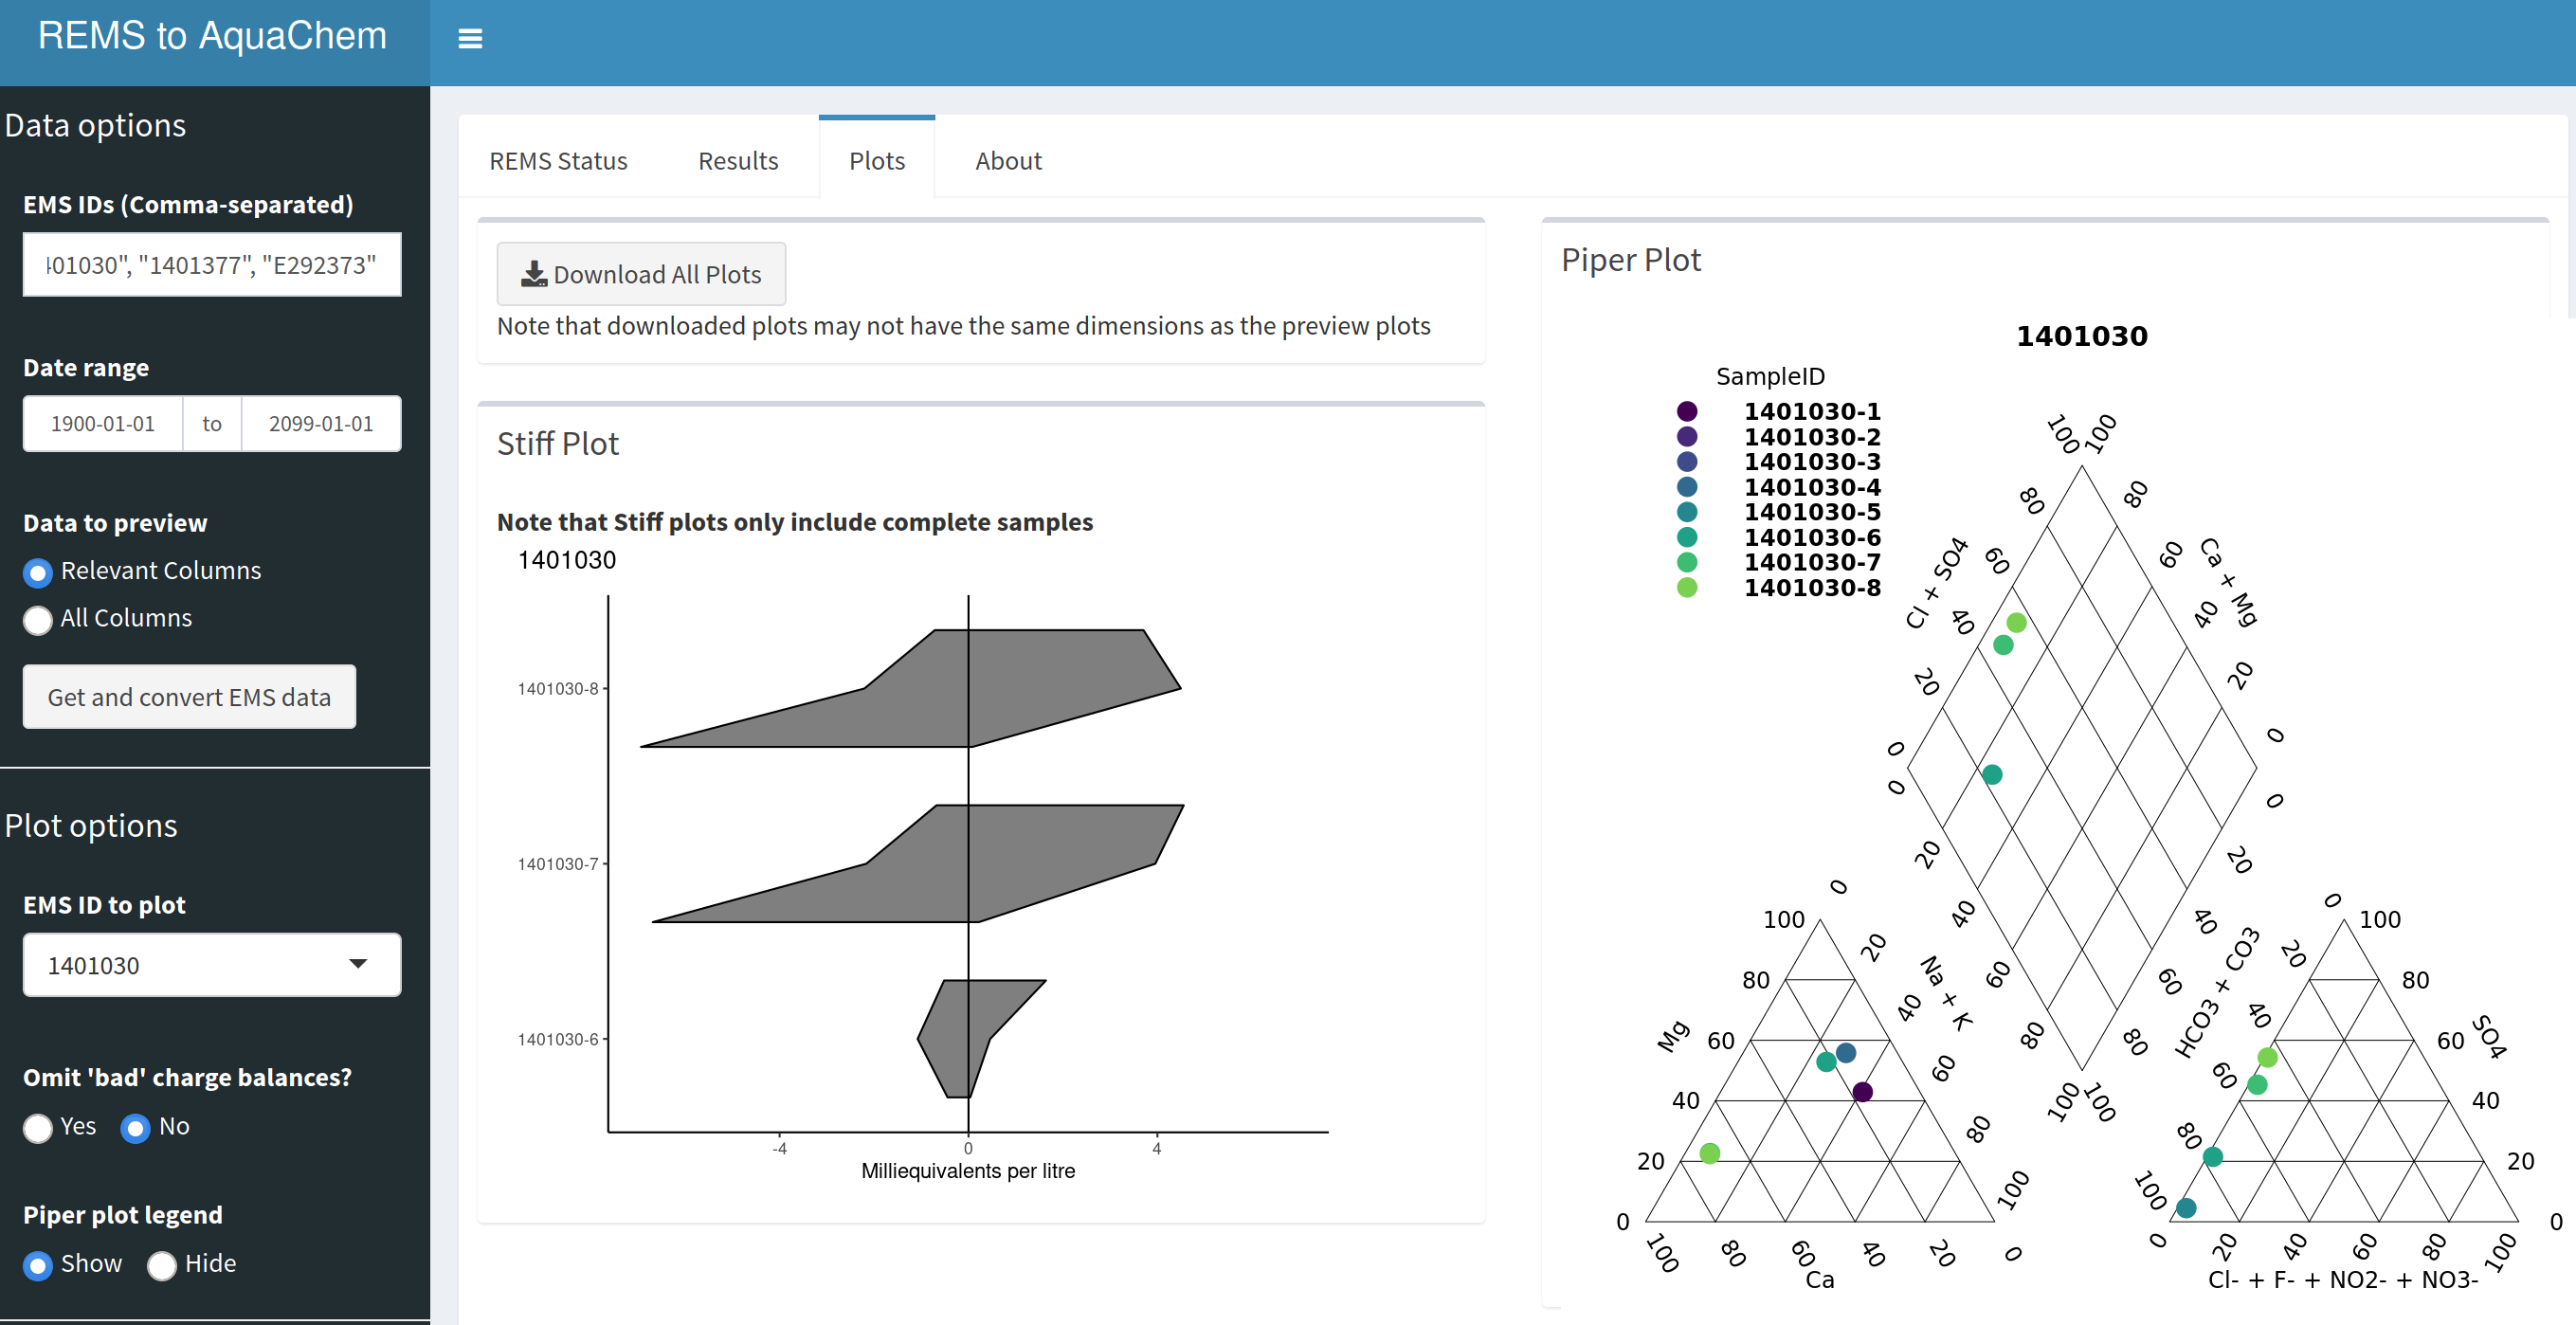 REMS to AquaChem
Data options
EMS IDs (Comma-separated)
401030", "1401377", "E292373"
Date range
1900-01-01 to 2099-01-01
Data to preview
Relevant Columns
All Columns
Get and convert EMS data
Plot options
EMS ID to plot
1401030
Omit 'bad' charge balances?
Yes No
Piper plot legend
Show Hide
REMS Status Results Plots About
Download All Plots
Note that downloaded plots may not have the same dimensions as the preview plots
Stiff Plot
Note that Stiff plots only include complete samples
1401030
1401030-8
1401030-7
1401030-6
-4 0 4
Milliequivalents per litre
Piper Plot
1401030
SampleID
1401030-1
1401030-2
1401030-3
1401030-4
1401030-5
1401030-6
1401030-7
1401030-8
100 100
80 80
60 60
Cl + SO4 Ca + Mg
40 40
20 20
0 0
0 0
20 20
40 40
60 60
80 80
100 100
0
100
20
80
Na + K
40
60
Mg
60
40
80
20
100
0
100 80 60 40 20 0
Ca
0
100
20
80
HCO3 + CO3
40
60
SO4
60
40
80
20
100
0
0 20 40 60 80 100
Cl- + F- + NO2- + NO3-